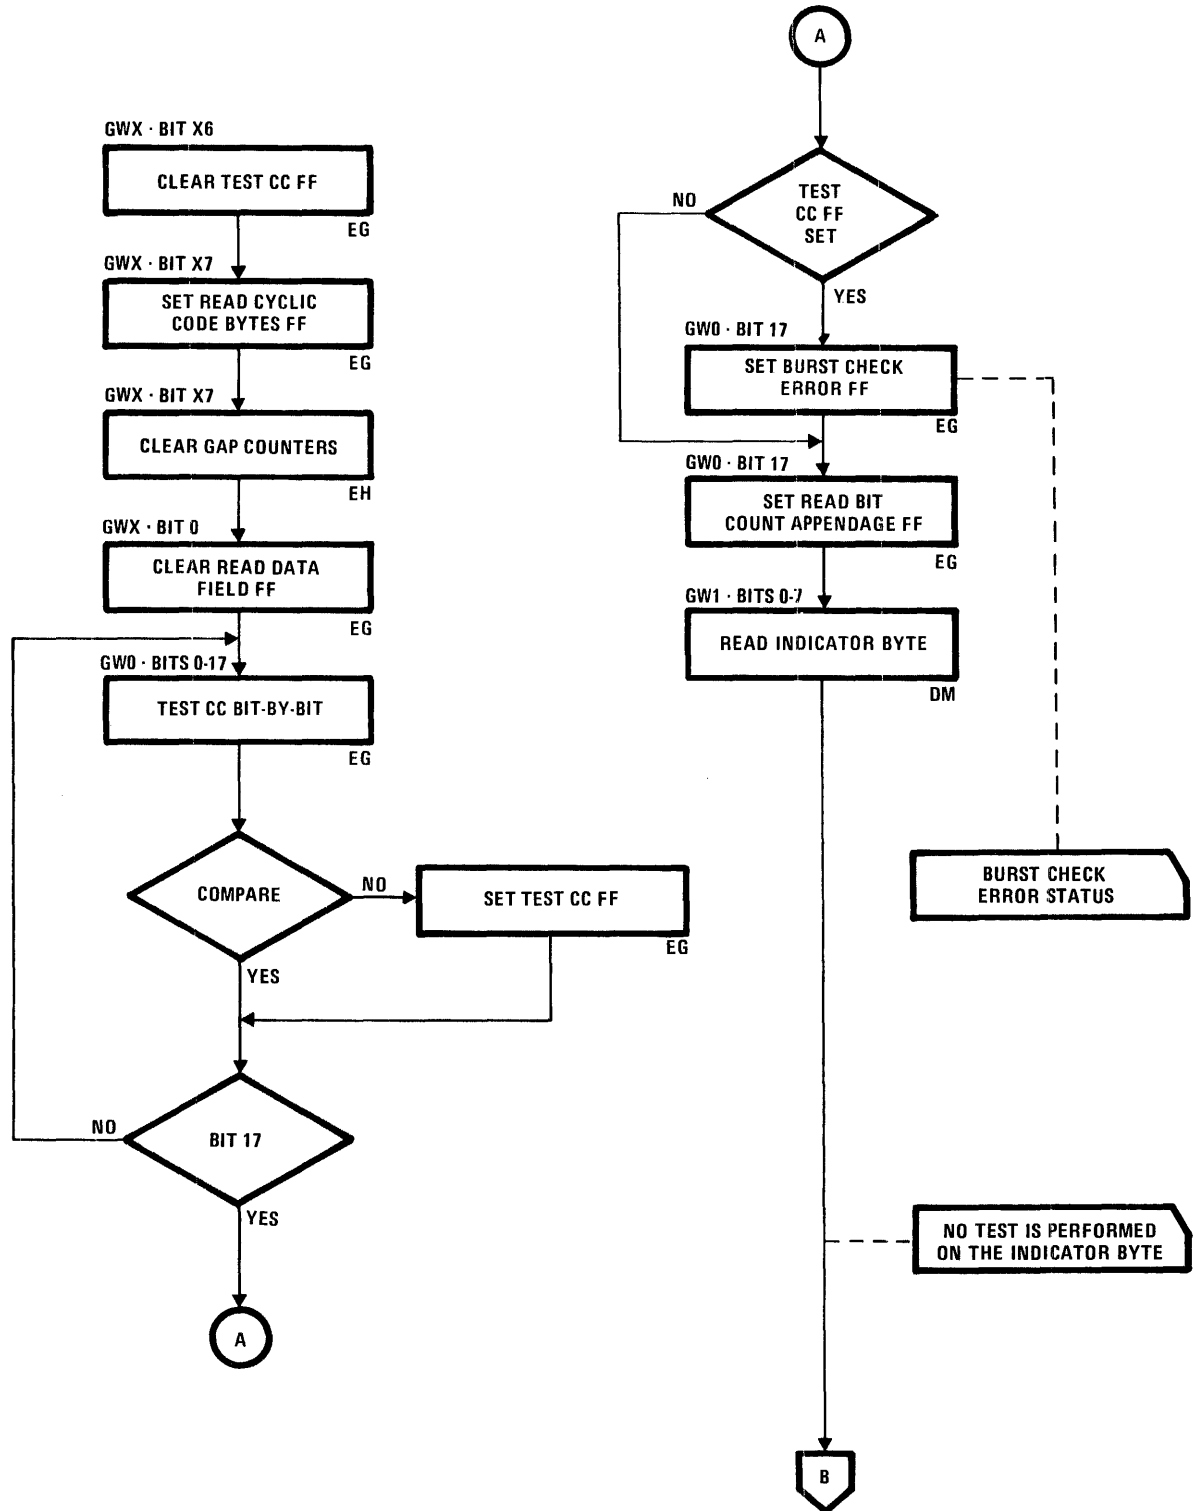 GWX · BIT X6
CLEAR TEST CC FF
EG
GWX · BIT X7
SET READ CYCLIC
CODE BYTES FF
EG
GWX · BIT X7
CLEAR GAP COUNTERS
EH
GWX · BIT 0
CLEAR READ DATA
FIELD FF
EG
GW0 · BITS 0-17
TEST CC BIT-BY-BIT
EG
COMPARE
NO
SET TEST CC FF
EG
YES
NO
BIT 17
YES
A
A
NO
TEST
CC FF
SET
YES
GW0 · BIT 17
SET BURST CHECK
ERROR FF
EG
GW0 · BIT 17
SET READ BIT
COUNT APPENDAGE FF
EG
GW1 · BITS 0-7
READ INDICATOR BYTE
DM
BURST CHECK
ERROR STATUS
NO TEST IS PERFORMED
ON THE INDICATOR BYTE
B